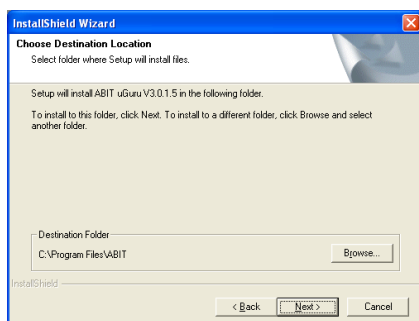 InstallShield Wizard
Choose Destination Location
Select folder where Setup will install files.
Setup will install ABIT uGuru V3.0.1.5 in the following folder.
To install to this folder, click Next. To install to a different folder, click Browse and select
another folder.
Destination Folder
C:\Program Files\ABIT
Browse...
InstallShield
< Back
Next >
Cancel